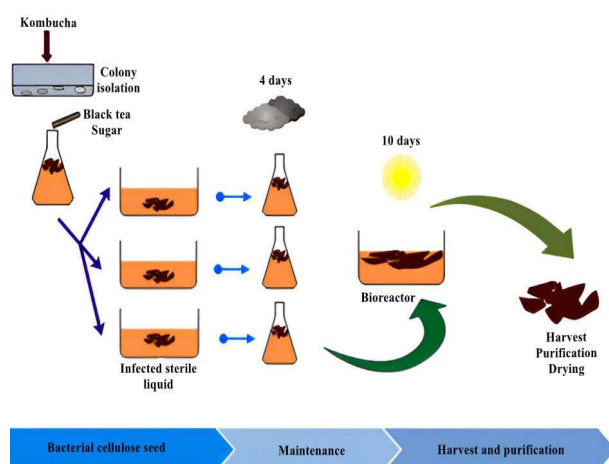 Kombucha
Colony
isolation
Black tea
Sugar
4 days
10 days
Bioreactor
Infected sterile
liquid
Harvest
Purification
Drying
Bacterial cellulose seed
Maintenance
Harvest and purification